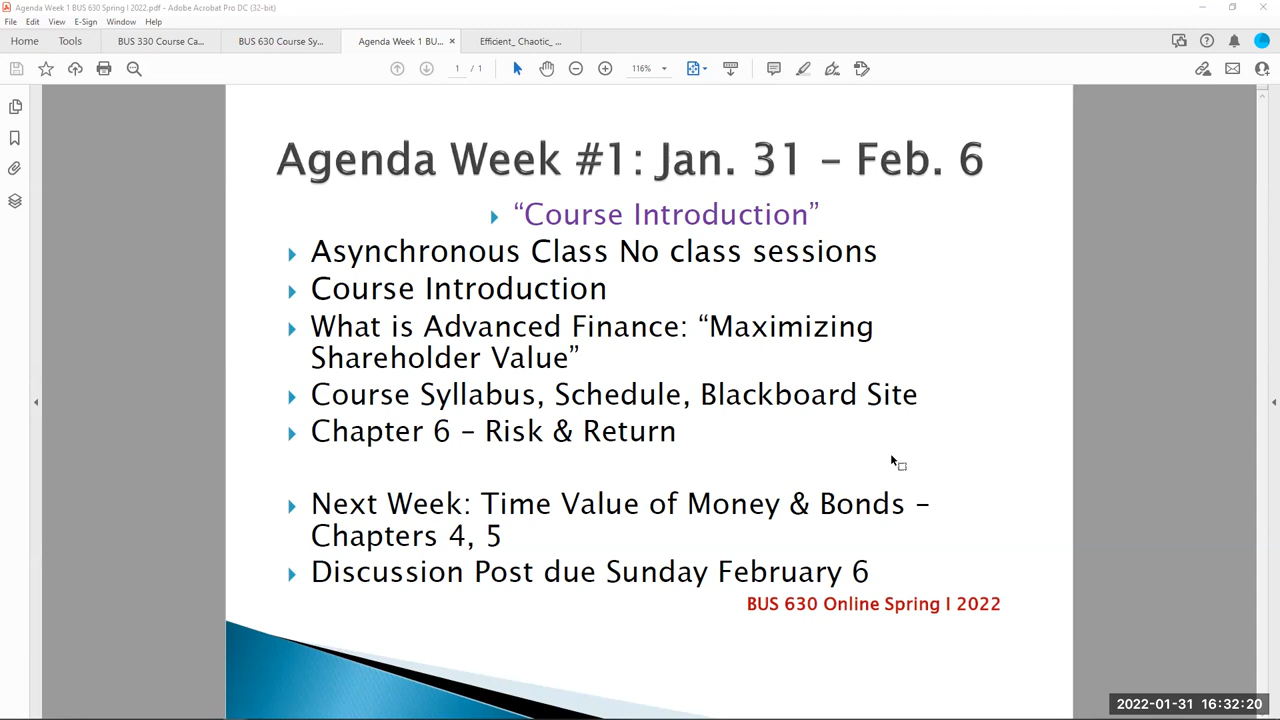 Agenda Week 1 BUS 630 Spring I 2022.pdf - Adobe Acrobat Pro DC (32-bit)
File Edit View E-Sign Window Help
Home Tools BUS 330 Course Ca... BUS 630 Course Sy... Agenda Week 1 BU... × Efficient_ Chaotic_ ...
1 / 1 116%
Agenda Week #1: Jan. 31 – Feb. 6
“Course Introduction”
Asynchronous Class No class sessions
Course Introduction
What is Advanced Finance: “Maximizing
Shareholder Value”
Course Syllabus, Schedule, Blackboard Site
Chapter 6 – Risk & Return
Next Week: Time Value of Money & Bonds –
Chapters 4, 5
Discussion Post due Sunday February 6
BUS 630 Online Spring I 2022
2022-01-31 16:32:20